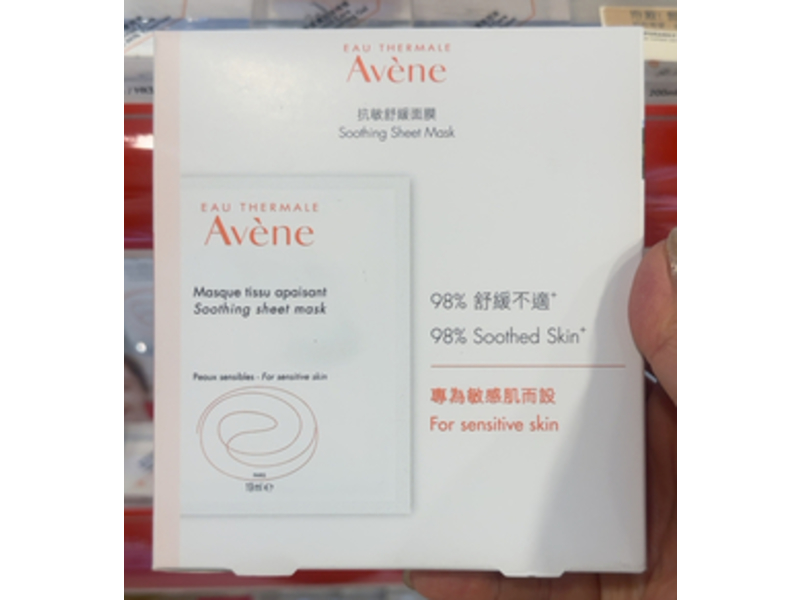 EAU THERMALE
Avène
抗敏舒緩面膜
Soothing Sheet Mask
EAU THERMALE
Avène
Masque tissu apaisant
Soothing sheet mask
Peaux sensibles - For sensitive skin
PARIS
19ml e
98% 舒緩不適+
98% Soothed Skin+
專為敏感肌而設
For sensitive skin